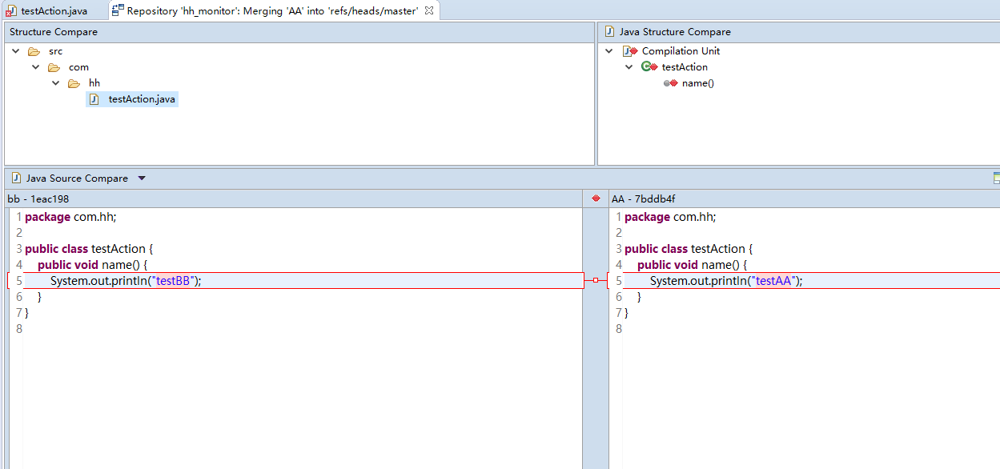 testAction.java
Repository 'hh_monitor': Merging 'AA' into 'refs/heads/master'
Structure Compare
src
com
hh
testAction.java
Java Structure Compare
Compilation Unit
testAction
name()
Java Source Compare
bb - 1eac198
1 package com.hh;
2
3 public class testAction {
4 public void name() {
5 System.out.println("testBB");
6 }
7 }
8
AA - 7bddb4f
1 package com.hh;
2
3 public class testAction {
4 public void name() {
5 System.out.println("testAA");
6 }
7 }
8